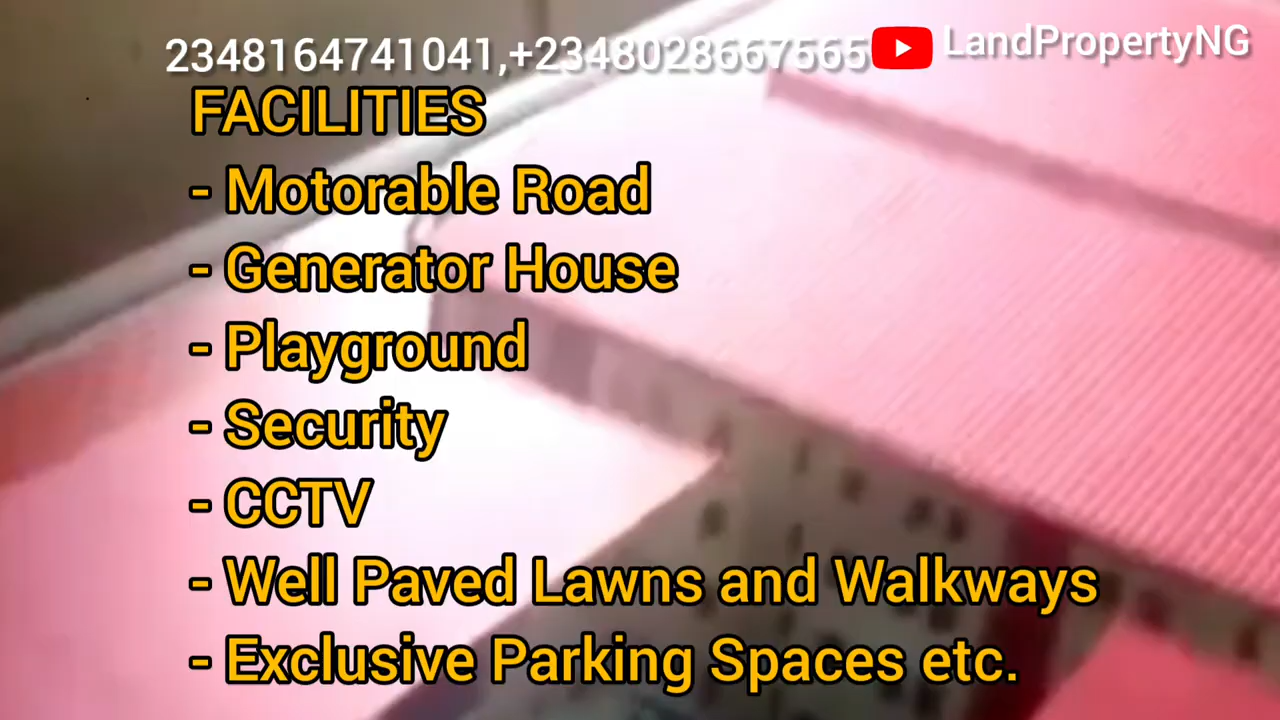 2348164741041,+2348028667565 LandPropertyNG
FACILITIES
- Motorable Road
- Generator House
- Playground
- Security
- CCTV
- Well Paved Lawns and Walkways
- Exclusive Parking Spaces etc.